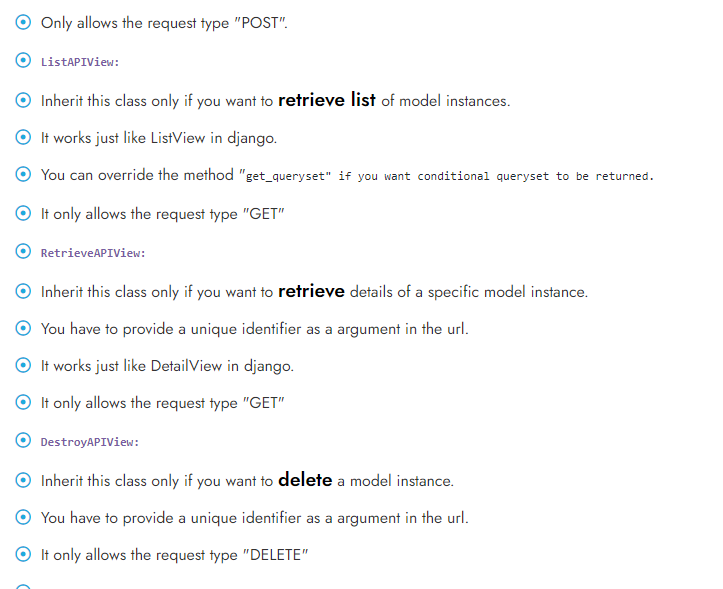 Only allows the request type "POST".
ListAPIView:
Inherit this class only if you want to retrieve list of model instances.
It works just like ListView in django.
You can override the method "get_queryset" if you want conditional queryset to be returned.
It only allows the request type "GET"
RetrieveAPIView:
Inherit this class only if you want to retrieve details of a specific model instance.
You have to provide a unique identifier as a argument in the url.
It works just like DetailView in django.
It only allows the request type "GET"
DestroyAPIView:
Inherit this class only if you want to delete a model instance.
You have to provide a unique identifier as a argument in the url.
It only allows the request type "DELETE"